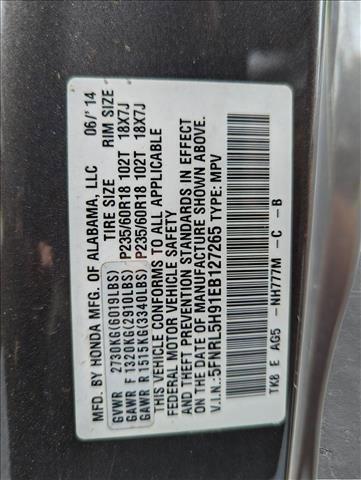 MFD. BY HONDA MFG. OF ALABAMA, LLC 06/'14
TIRE SIZE RIM SIZE
GVWR 2730KG(6019LBS)
GAWR F 1320KG(2910LBS) P235/60R18 102T 18X7J
GAWR R 1515KG(3340LBS) P235/60R18 102T 18X7J
THIS VEHICLE CONFORMS TO ALL APPLICABLE
FEDERAL MOTOR VEHICLE SAFETY
AND THEFT PREVENTION STANDARDS IN EFFECT
ON THE DATE OF MANUFACTURE SHOWN ABOVE.
V.I.N.:5FNRL5H91EB127265 TYPE: MPV
TK8 E AG5 -NH777M -C -B